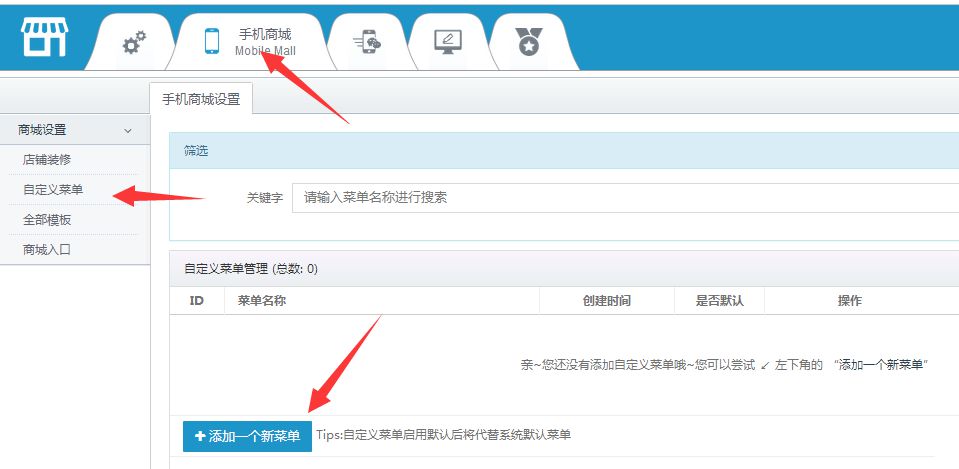 手机商城
Mobile Mall
手机商城设置
商城设置
店铺装修
自定义菜单
全部模板
商城入口
筛选
关键字 请输入菜单名称进行搜索
自定义菜单管理 (总数: 0)
ID 菜单名称 创建时间 是否默认 操作
亲~您还没有添加自定义菜单哦~您可以尝试 ↙ 左下角的 “添加一个新菜单”
+ 添加一个新菜单 Tips:自定义菜单启用默认后将代替系统默认菜单